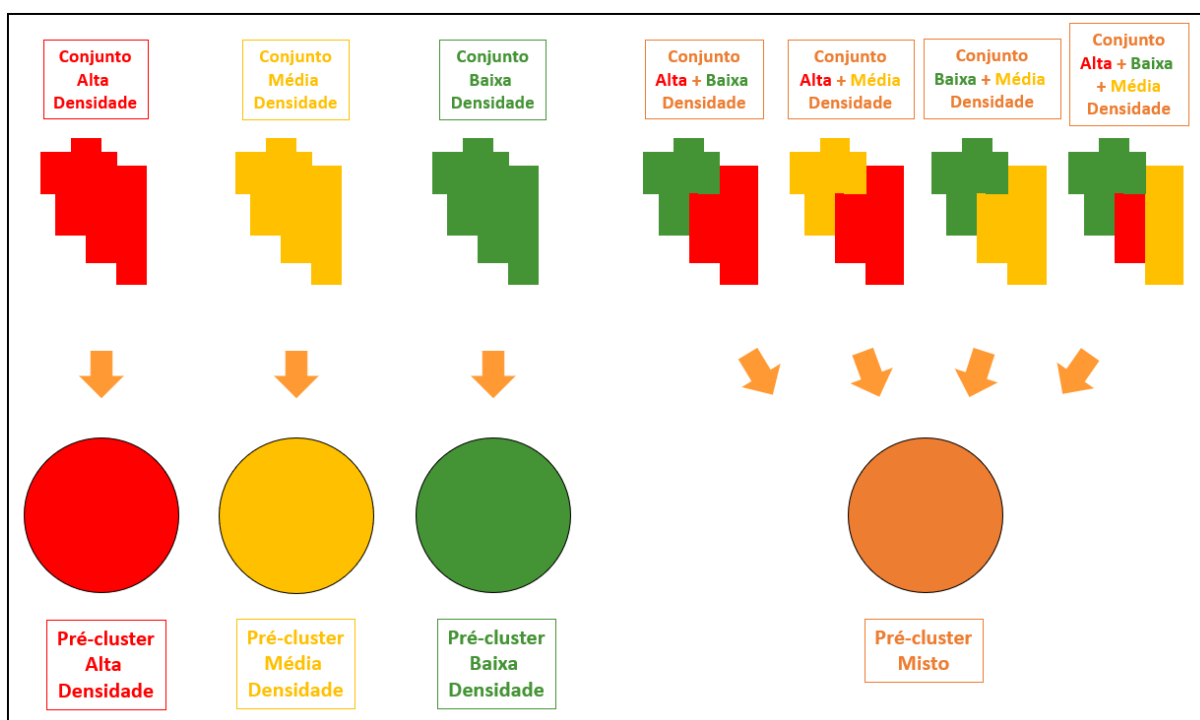 Conjunto
Alta
Densidade
Conjunto
Média
Densidade
Conjunto
Baixa
Densidade
Conjunto
Alta + Baixa
Densidade
Conjunto
Alta + Média
Densidade
Conjunto
Baixa + Média
Densidade
Conjunto
Alta + Baixa
+ Média
Densidade
Pré-cluster
Alta
Densidade
Pré-cluster
Média
Densidade
Pré-cluster
Baixa
Densidade
Pré-cluster
Misto